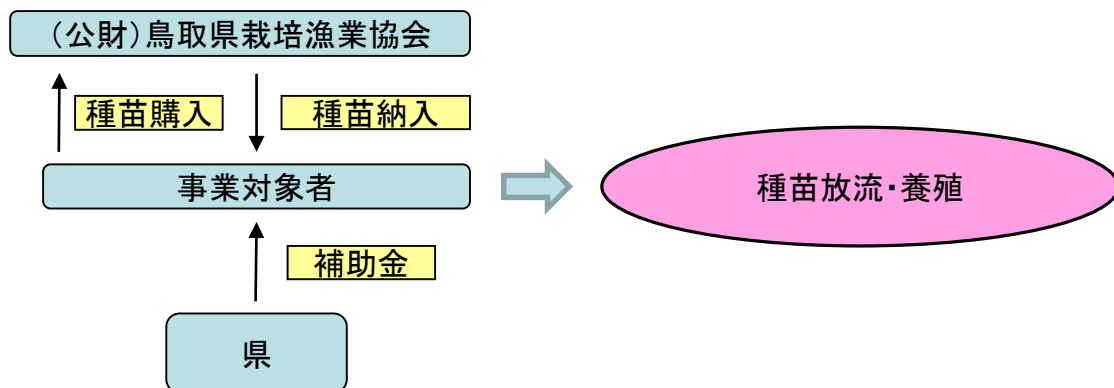 （公財）鳥取県栽培漁業協会
種苗購入
種苗納入
事業対象者
種苗放流・養殖
補助金
県